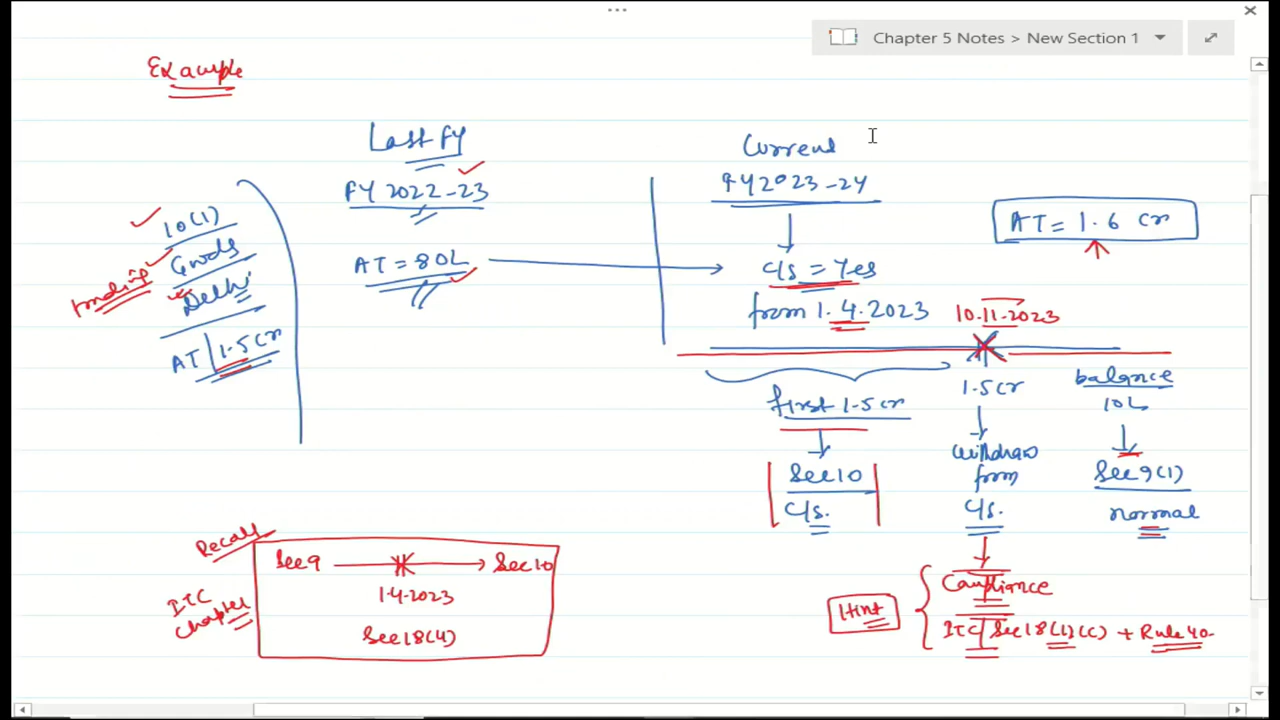 Chapter 5 Notes > New Section 1
Example
Last FY
FY 2022-23
AT = 80L
10(1)
Goods
trading
Delhi
AT 1.5 Cr
Current
FY 2023-24
C/S = Yes
from 1.4.2023
AT = 1.6 Cr
10.11.2023
first 1.5 Cr
Sec 10
C/S.
1.5 Cr
withdraw
from
C/S.
balance
10L
Sec 9(1)
normal
Recall
ITC
Chapter
Sec 9
Sec 10
1.4.2023
Sec 18(4)
Hint
Compliance
ITC Sec 18(1)(c) + Rule 40